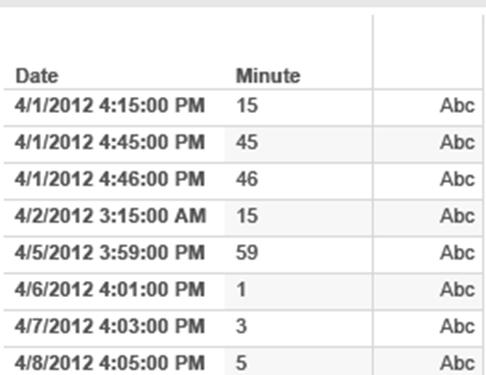 Date Minute
4/1/2012 4:15:00 PM 15 Abc
4/1/2012 4:45:00 PM 45 Abc
4/1/2012 4:46:00 PM 46 Abc
4/2/2012 3:15:00 AM 15 Abc
4/5/2012 3:59:00 PM 59 Abc
4/6/2012 4:01:00 PM 1 Abc
4/7/2012 4:03:00 PM 3 Abc
4/8/2012 4:05:00 PM 5 Abc